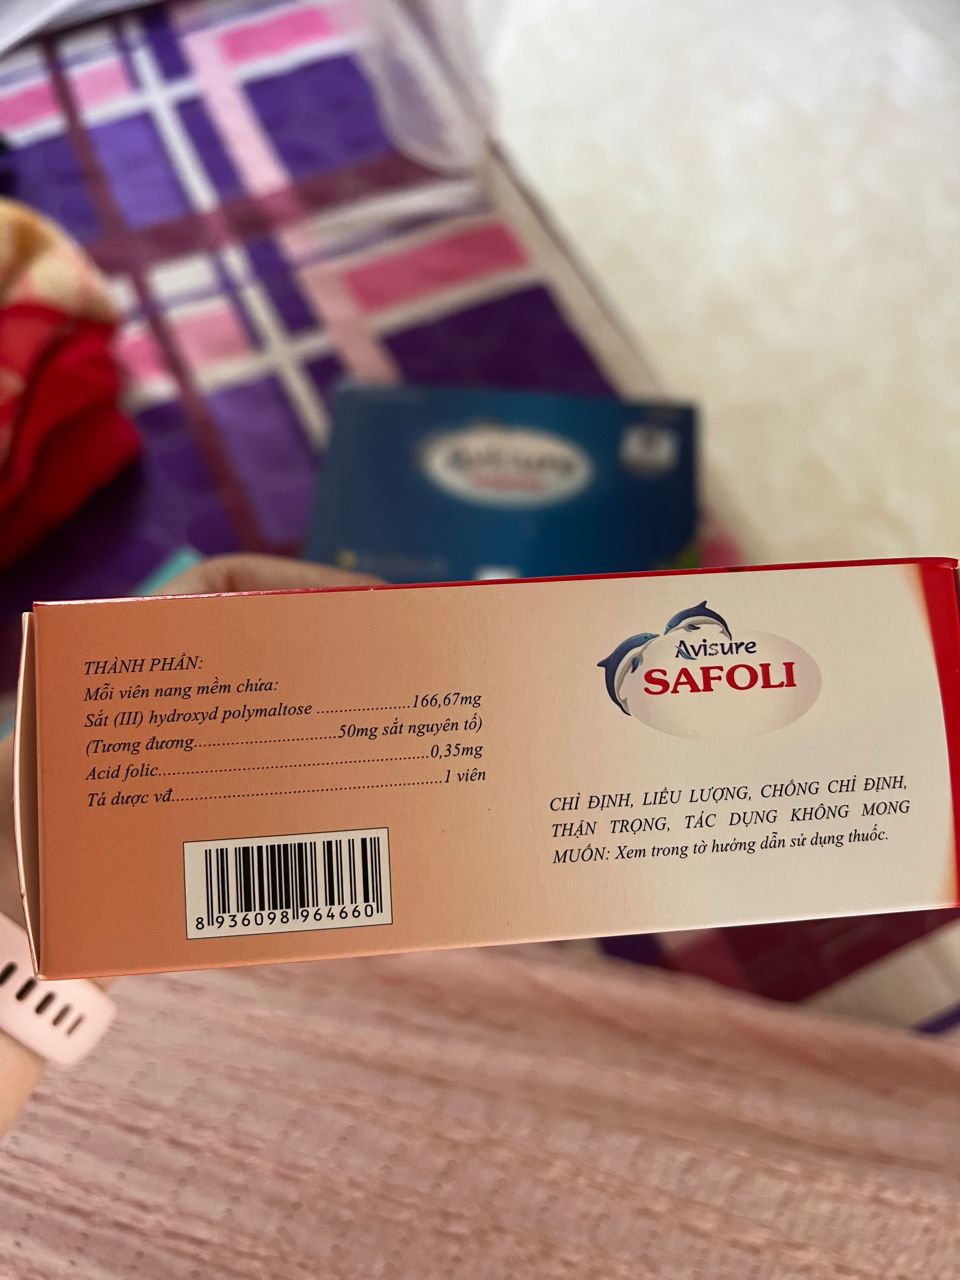 Avisure
THÀNH PHẦN:
Mỗi viên nang mềm chứa:
Sắt (III) hydroxyd polymaltose ....................166,67mg
(Tương đương..............................50mg sắt nguyên tố)
Acid folic.........................................................0,35mg
Tá dược vđ.........................................................1 viên
8 936098 964660
Avisure
SAFOLI
CHỈ ĐỊNH, LIỀU LƯỢNG, CHỐNG CHỈ ĐỊNH,
THẬN TRỌNG, TÁC DỤNG KHÔNG MONG
MUỐN: Xem trong tờ hướng dẫn sử dụng thuốc.